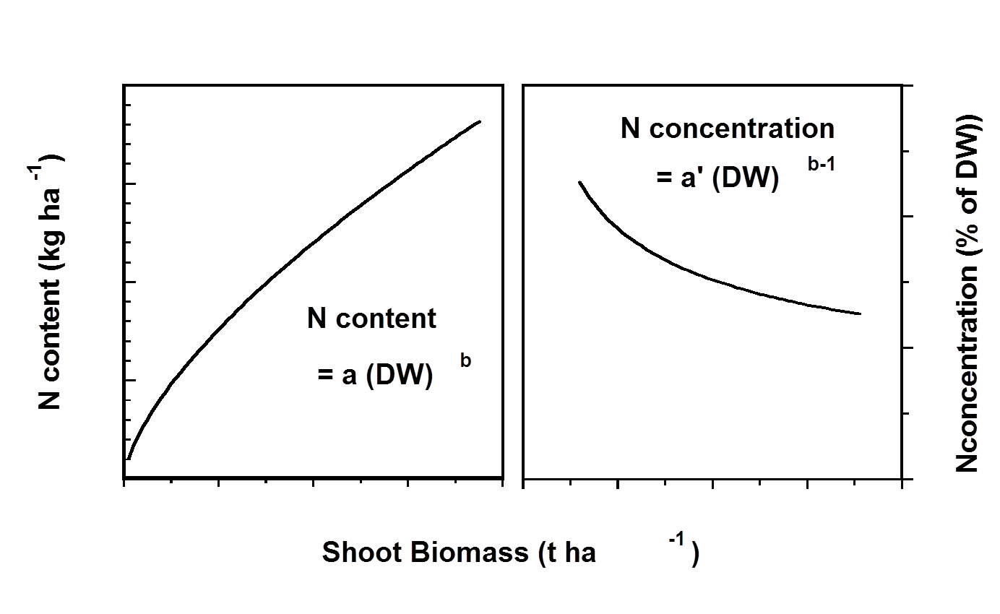 N content (kg ha -1)
N content
= a (DW) b
N concentration
= a' (DW) b-1
Nconcentration (% of DW))
Shoot Biomass (t ha -1 )